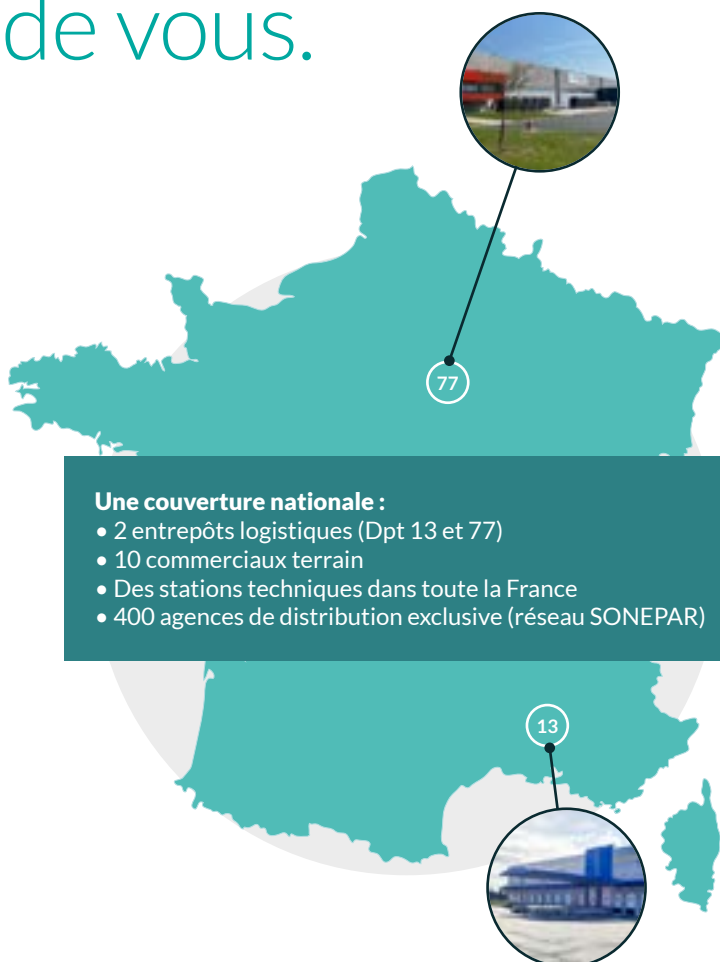 de vous.
77
Une couverture nationale :
• 2 entrepôts logistiques (Dpt 13 et 77)
• 10 commerciaux terrain
• Des stations techniques dans toute la France
• 400 agences de distribution exclusive (réseau SONEPAR)
13